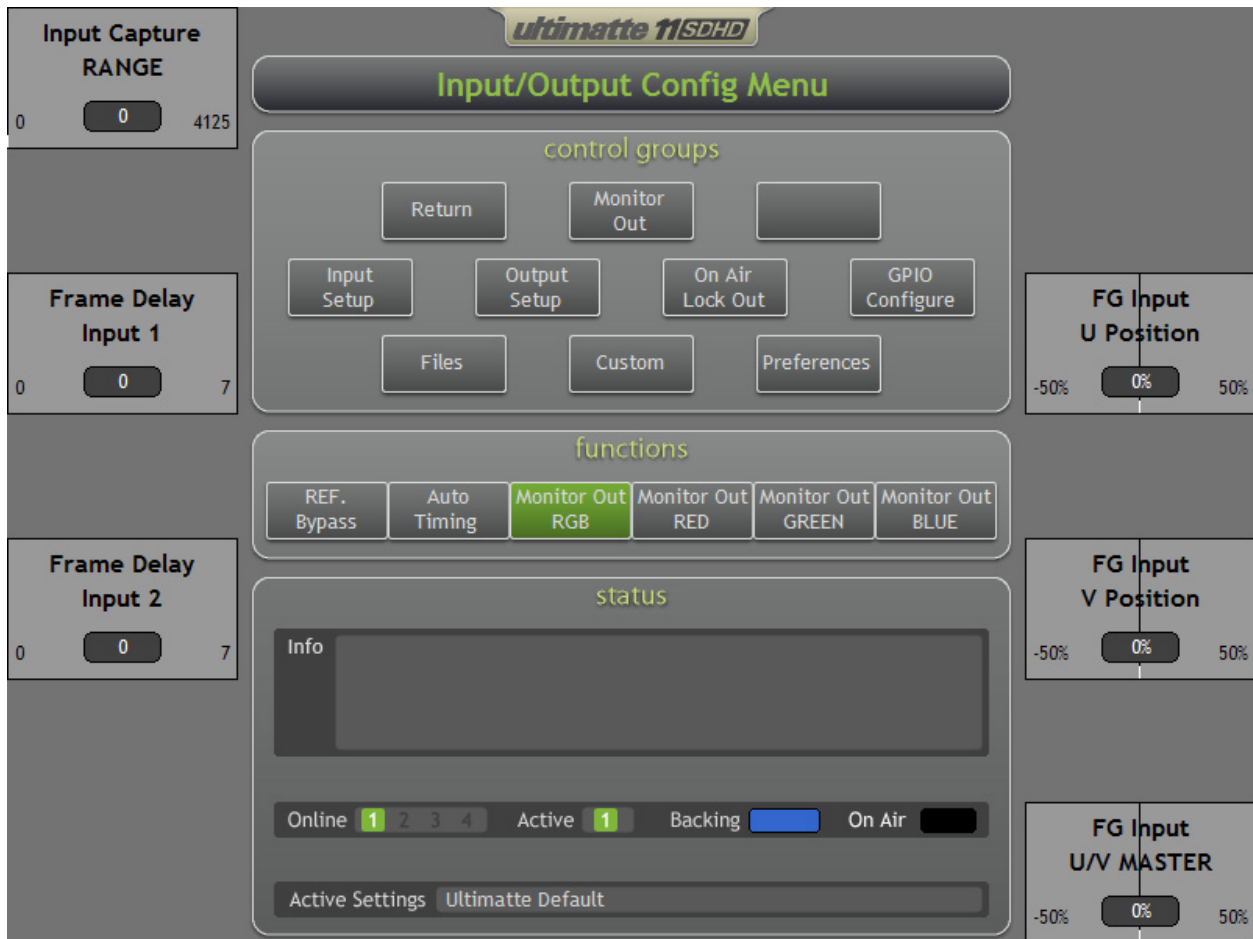 ultimatte 11 SDHD
Input/Output Config Menu
Input Capture
RANGE
0
0
4125
Frame Delay
Input 1
0
0
7
Frame Delay
Input 2
0
0
7
control groups
Return
Monitor
Out
Input
Setup
Output
Setup
On Air
Lock Out
GPIO
Configure
Files
Custom
Preferences
functions
REF.
Bypass
Auto
Timing
Monitor Out
RGB
Monitor Out
RED
Monitor Out
GREEN
Monitor Out
BLUE
status
Info
Online 1 2 3 4 Active 1 Backing On Air
Active Settings Ultimatte Default
FG Input
U Position
-50%
0%
50%
FG Input
V Position
-50%
0%
50%
FG Input
U/V MASTER
-50%
0%
50%